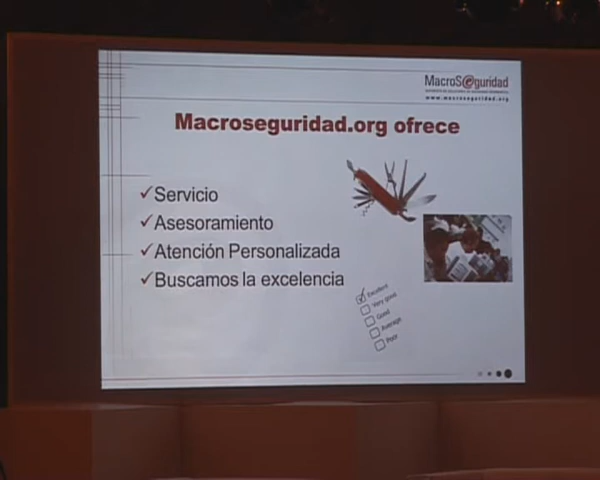 MacroSeguridad
www.macroseguridad.org
Macroseguridad.org ofrece
✓Servicio
✓Asesoramiento
✓Atención Personalizada
✓Buscamos la excelencia
Excellent
Very good
Good
Average
Poor